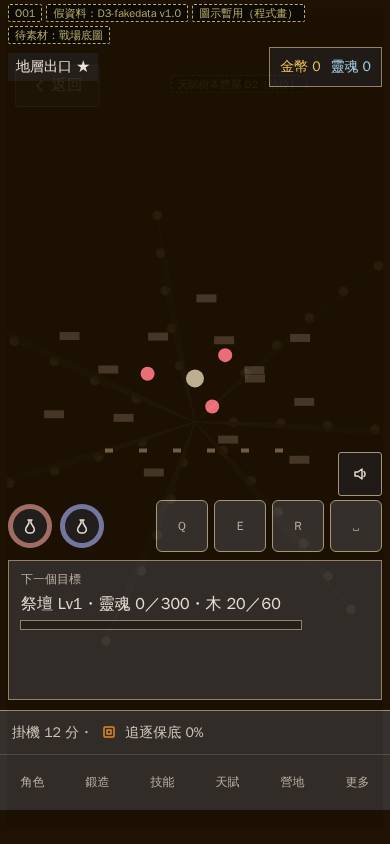 001 假資料：D3-fakedata v1.0 圖示暫用（程式畫）
待素材：戰場底圖
地層出口 ★ 金幣 0 靈魂 0
返回
Q E R
下一個目標
祭壇 Lv1・靈魂 0／300・木 20／60
掛機 12 分・ 追逐保底 0%
角色 鍛造 技能 天賦 營地 更多